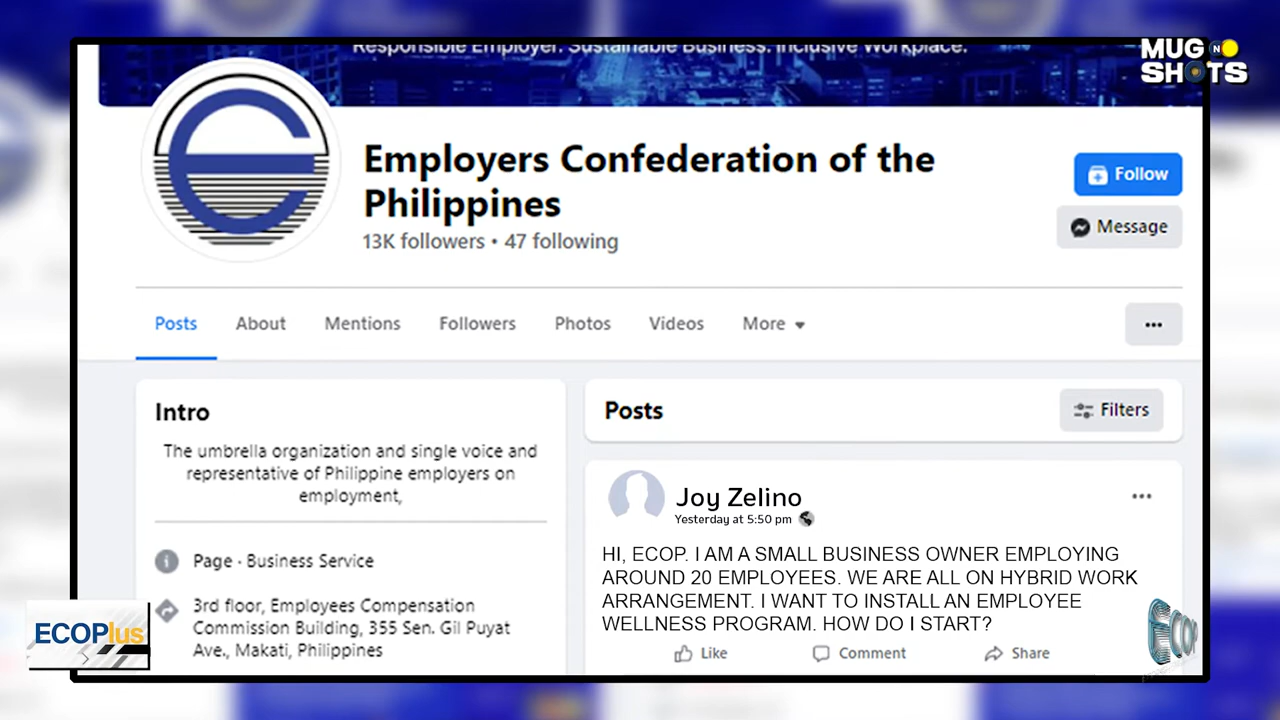 Responsible Employer. Sustainable Business. Inclusive Workplace.
MUG N
SHOTS
Employers Confederation of the
Philippines
13K followers • 47 following
Follow
Message
Posts About Mentions Followers Photos Videos More
Intro
The umbrella organization and single voice and
representative of Philippine employers on
employment,
Page · Business Service
3rd floor, Employees Compensation
Commission Building, 355 Sen. Gil Puyat
Ave., Makati, Philippines
Posts
Filters
Joy Zelino
Yesterday at 5:50 pm
HI, ECOP. I AM A SMALL BUSINESS OWNER EMPLOYING
AROUND 20 EMPLOYEES. WE ARE ALL ON HYBRID WORK
ARRANGEMENT. I WANT TO INSTALL AN EMPLOYEE
WELLNESS PROGRAM. HOW DO I START?
Like Comment Share
ECOPlus
ECOP